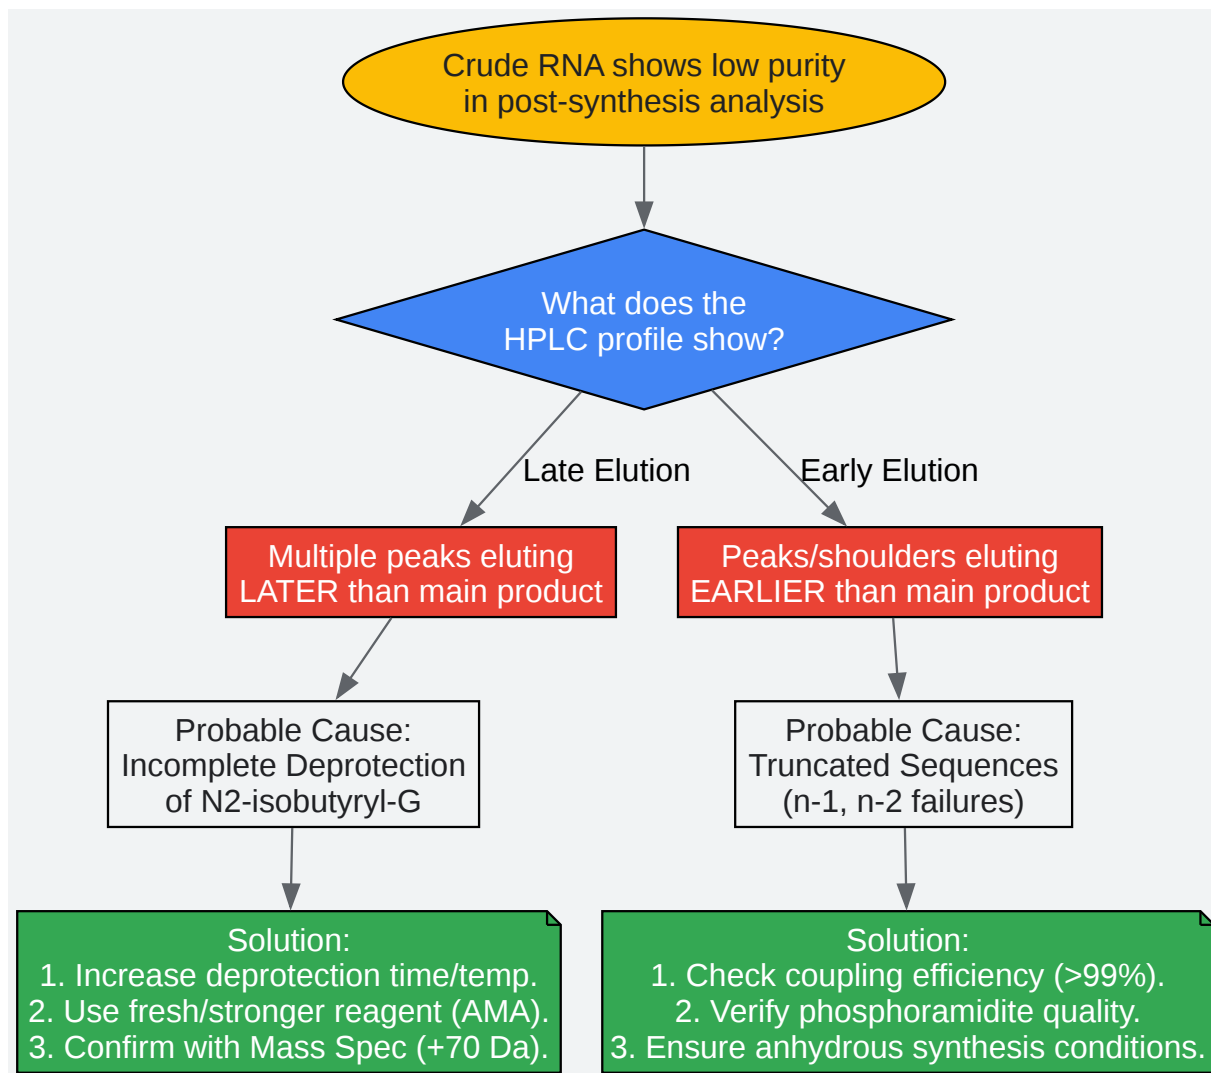 Crude RNA shows low purity
in post-synthesis analysis
What does the
HPLC profile show?
Late Elution
Early Elution
Multiple peaks eluting
LATER than main product
Peaks/shoulders eluting
EARLIER than main product
Probable Cause:
Incomplete Deprotection
of N2-isobutyryl-G
Probable Cause:
Truncated Sequences
(n-1, n-2 failures)
Solution:
1. Increase deprotection time/temp.
2. Use fresh/stronger reagent (AMA).
3. Confirm with Mass Spec (+70 Da).
Solution:
1. Check coupling efficiency (>99%).
2. Verify phosphoramidite quality.
3. Ensure anhydrous synthesis conditions.